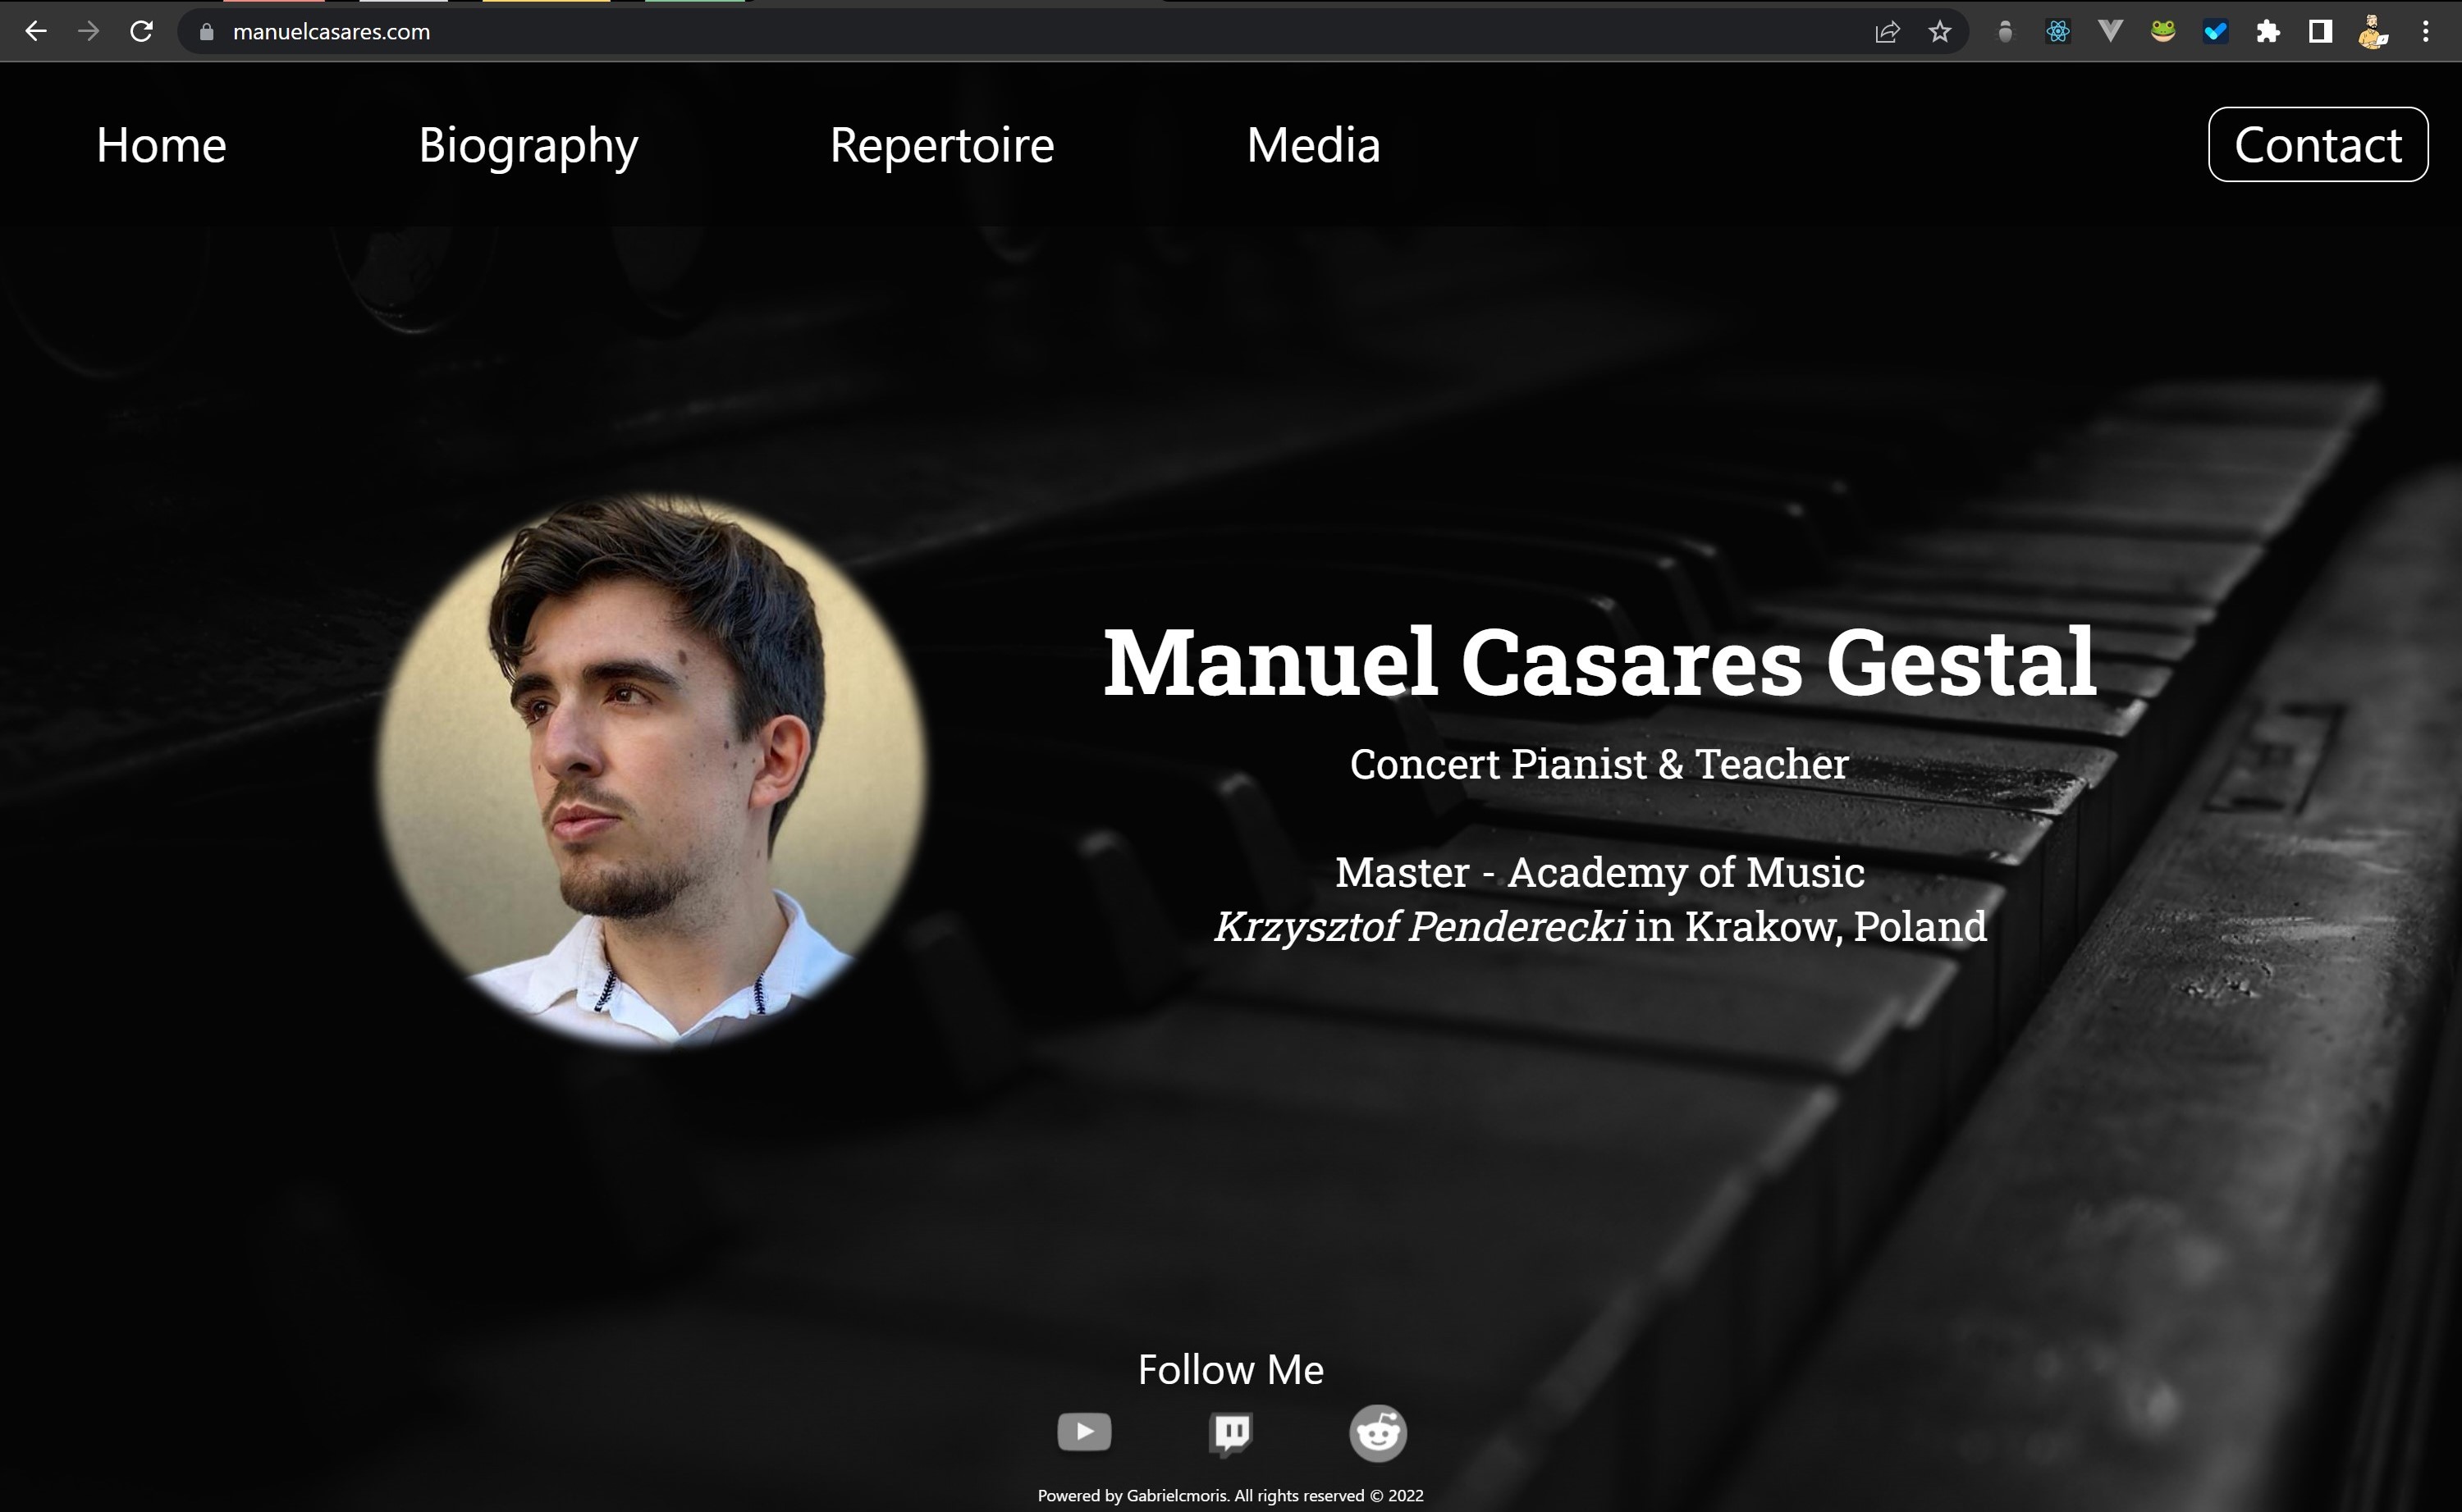 manuelcasares.com
Home Biography Repertoire Media Contact
Manuel Casares Gestal
Concert Pianist & Teacher
Master - Academy of Music
Krzysztof Penderecki in Krakow, Poland
Follow Me
Powered by Gabrielcmoris. All rights reserved © 2022